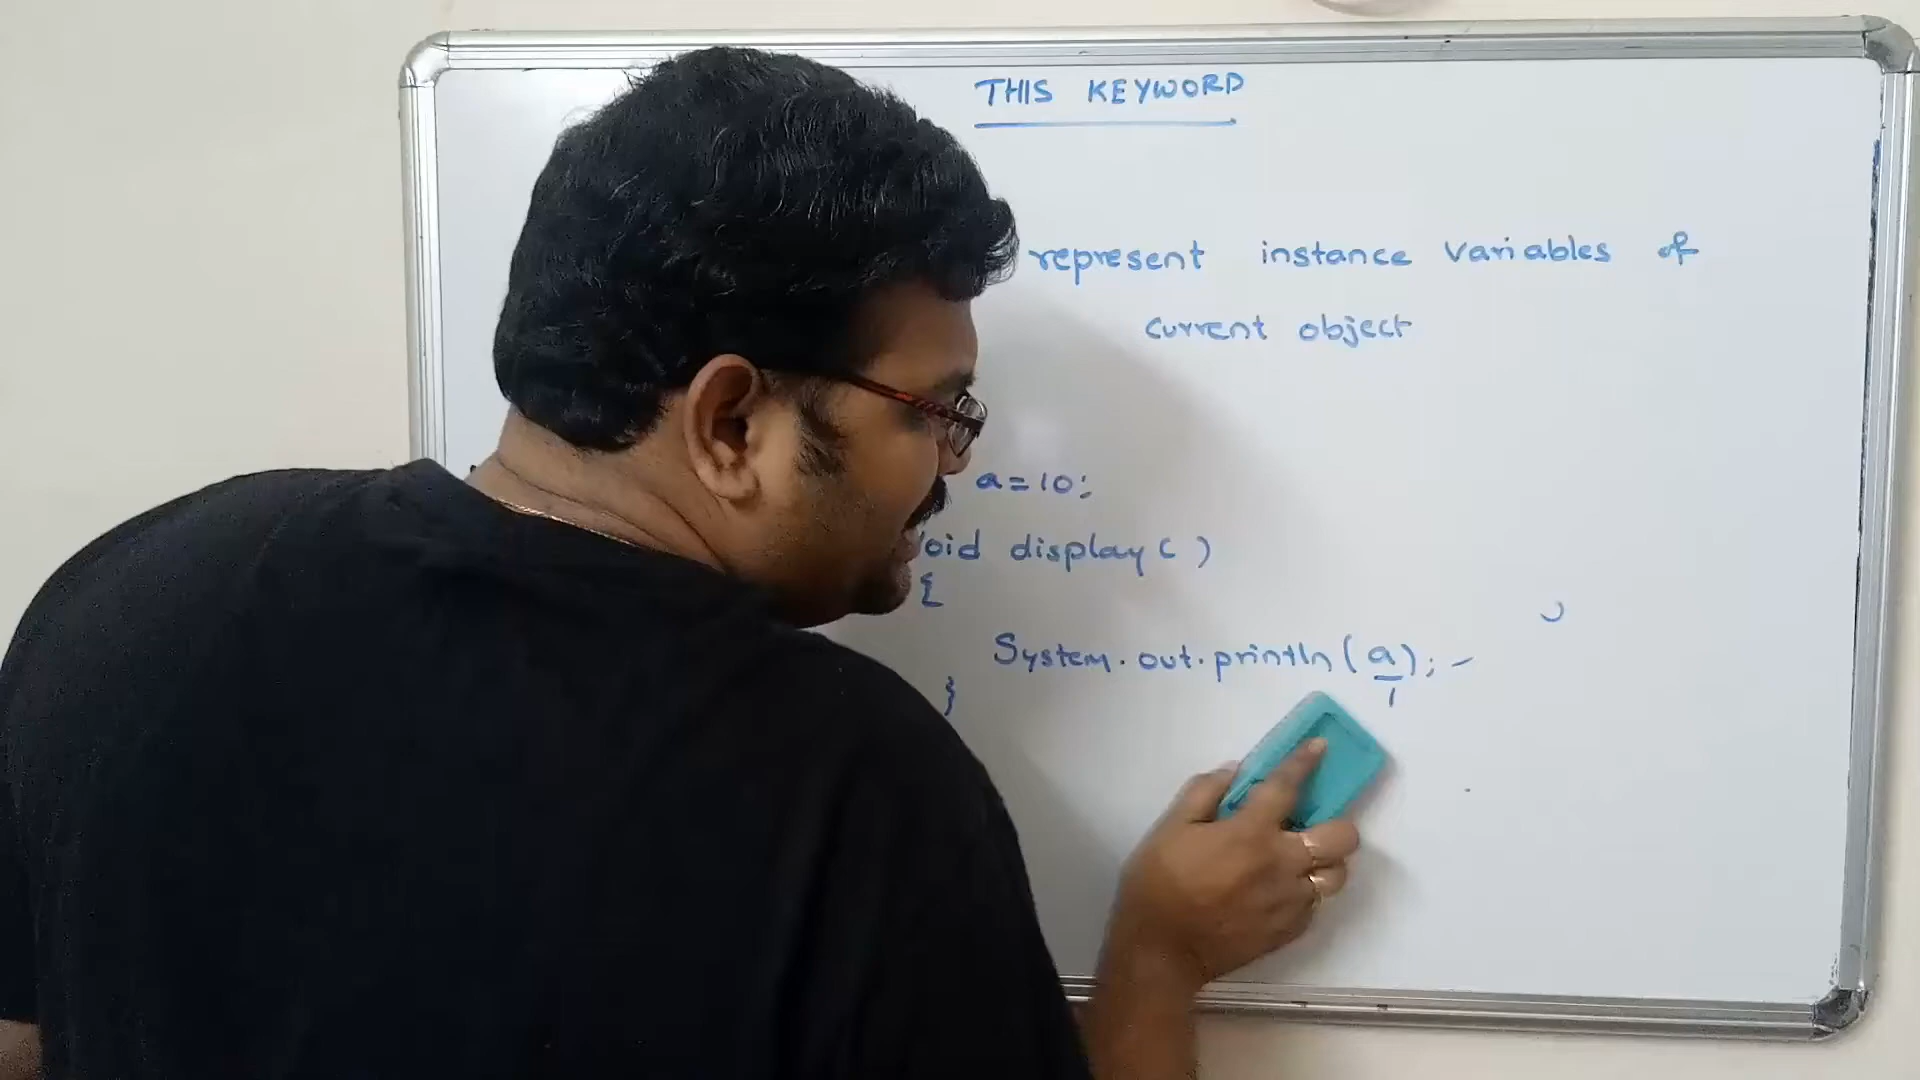 THIS KEYWORD
represent instance variables of
current object
a=10;
void display( )
{
System.out.println(a);
}